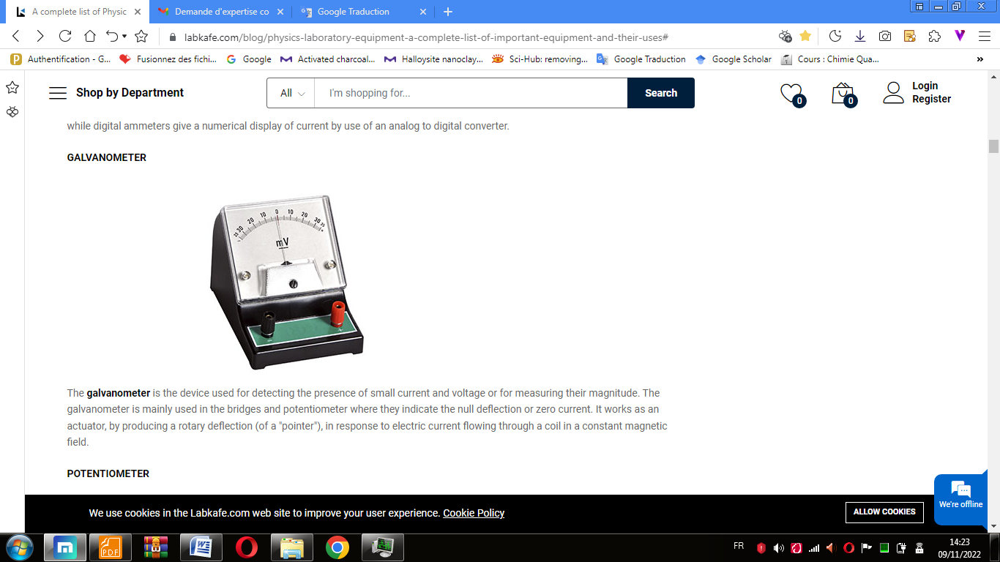 A complete list of Physic
Demande d'expertise co
Google Traduction
labkafe.com/blog/physics-laboratory-equipment-a-complete-list-of-important-equipment-and-their-uses#
Authentification - G...
Fusionnez des fichi...
Google
Activated charcoal...
Halloysite nanoclay...
Sci-Hub: removing...
Google Traduction
Google Scholar
Cours : Chimie Qua...
Shop by Department
All
I'm shopping for...
Search
0
0
Login
Register
while digital ammeters give a numerical display of current by use of an analog to digital converter.
GALVANOMETER
35 30 20 10 0 10 20 30 35
mV
The galvanometer is the device used for detecting the presence of small current and voltage or for measuring their magnitude. The
galvanometer is mainly used in the bridges and potentiometer where they indicate the null deflection or zero current. It works as an
actuator, by producing a rotary deflection (of a "pointer"), in response to electric current flowing through a coil in a constant magnetic
field.
POTENTIOMETER
We're offline
We use cookies in the Labkafe.com web site to improve your user experience. Cookie Policy
ALLOW COOKIES
PDF
FR
14:23
09/11/2022